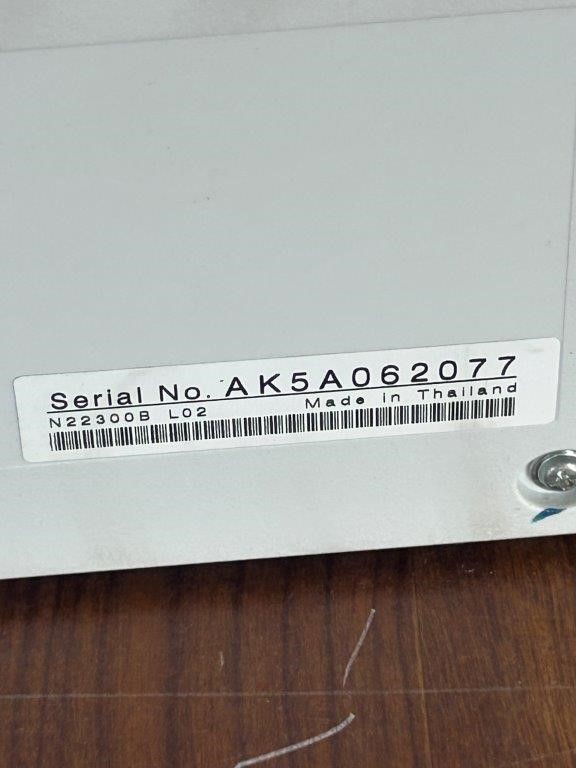 Serial No. AK5A062077
N22300B L02 Made in Thailand